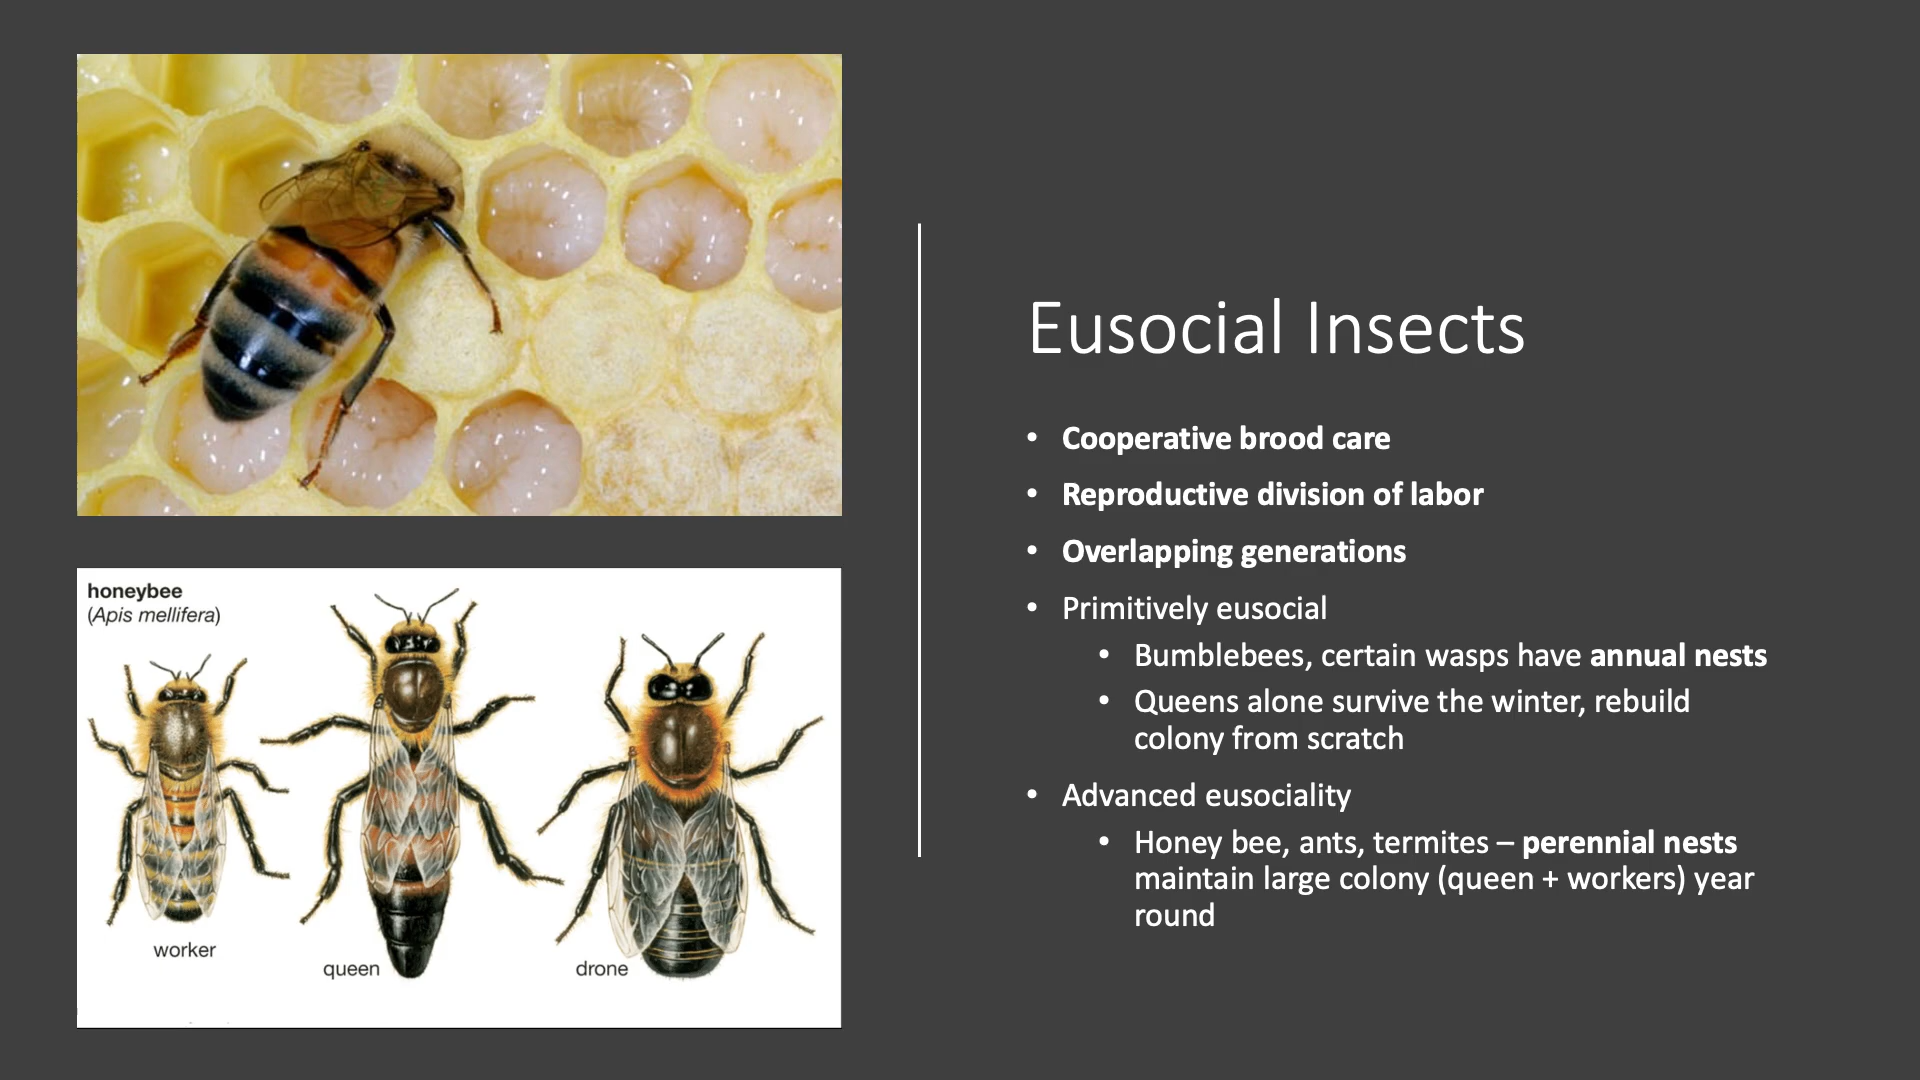 honeybee
(Apis mellifera)
worker
queen
drone
Eusocial Insects
• Cooperative brood care
• Reproductive division of labor
• Overlapping generations
• Primitively eusocial
• Bumblebees, certain wasps have annual nests
• Queens alone survive the winter, rebuild
colony from scratch
• Advanced eusociality
• Honey bee, ants, termites – perennial nests
maintain large colony (queen + workers) year
round